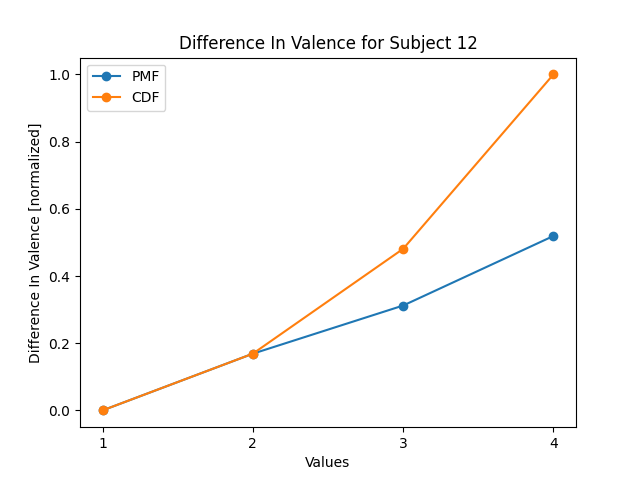 Difference In Valence for Subject 12
PMF
CDF
Difference In Valence [normalized]
1.0
0.8
0.6
0.4
0.2
0.0
1 2 3 4
Values